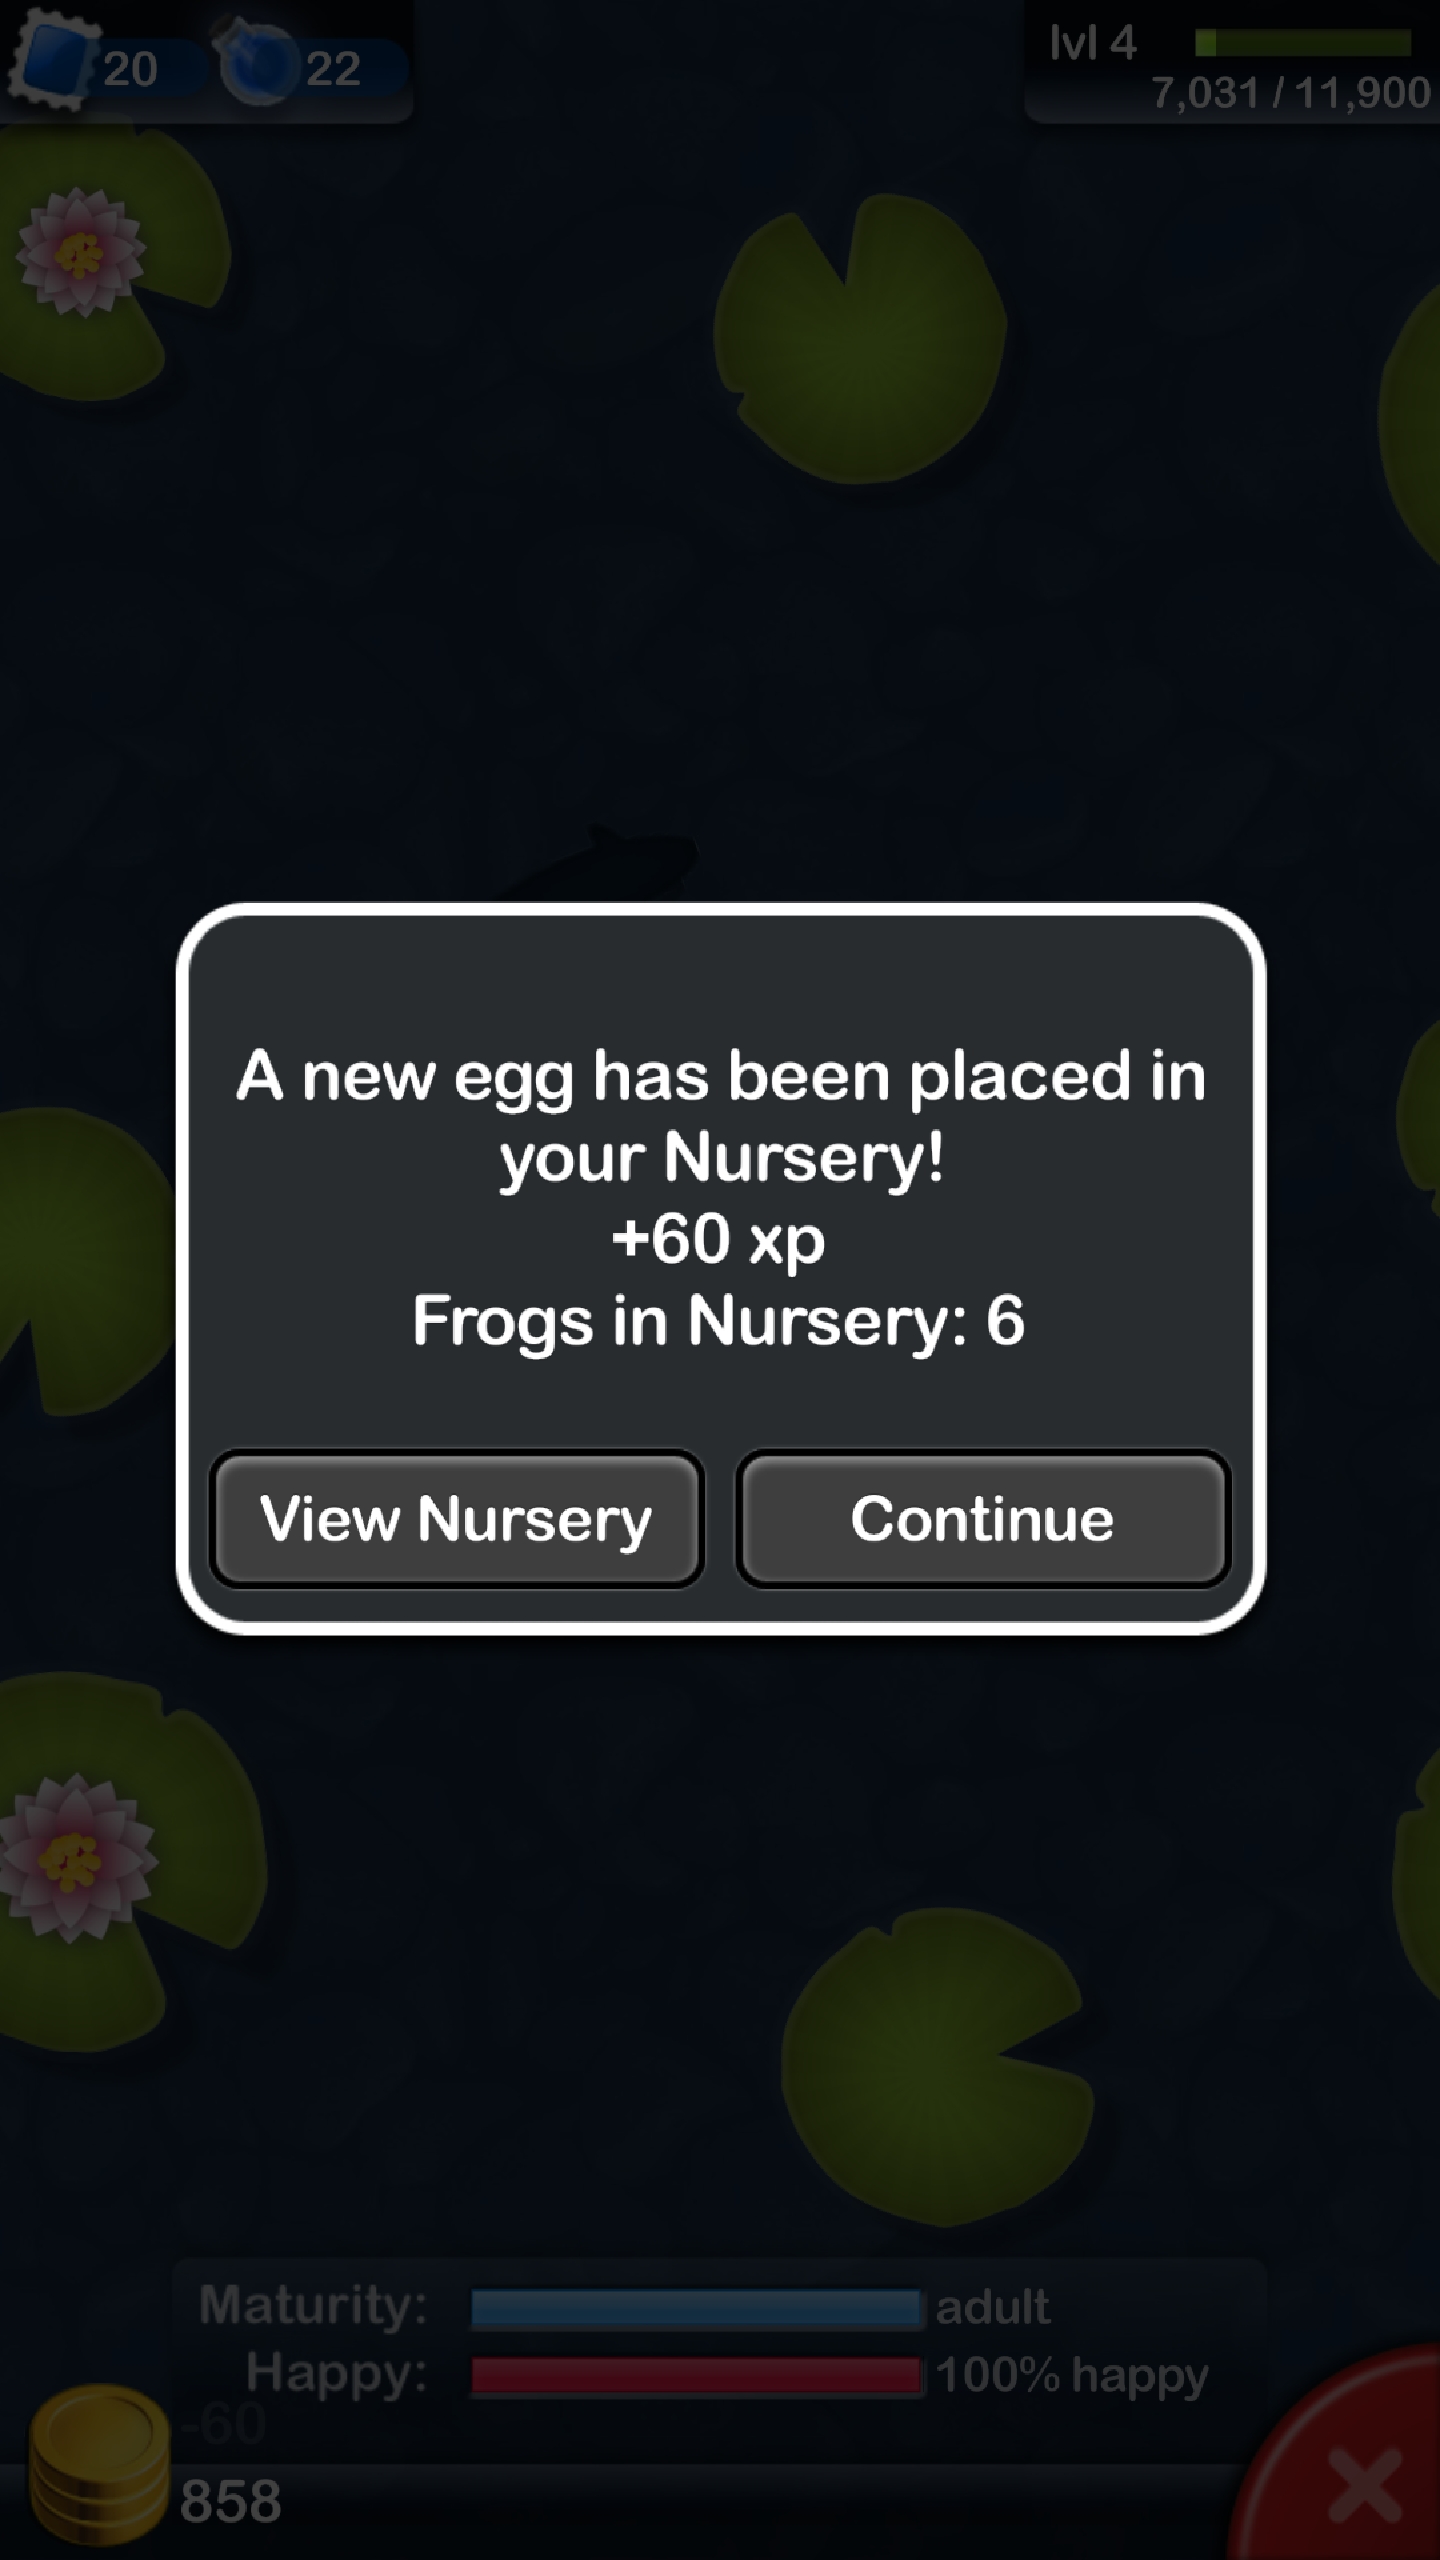 20
22
lvl 4
7,031 / 11,900
A new egg has been placed in
your Nursery!
+60 xp
Frogs in Nursery: 6
View Nursery
Continue
Maturity:
adult
Happy:
100% happy
-60
858